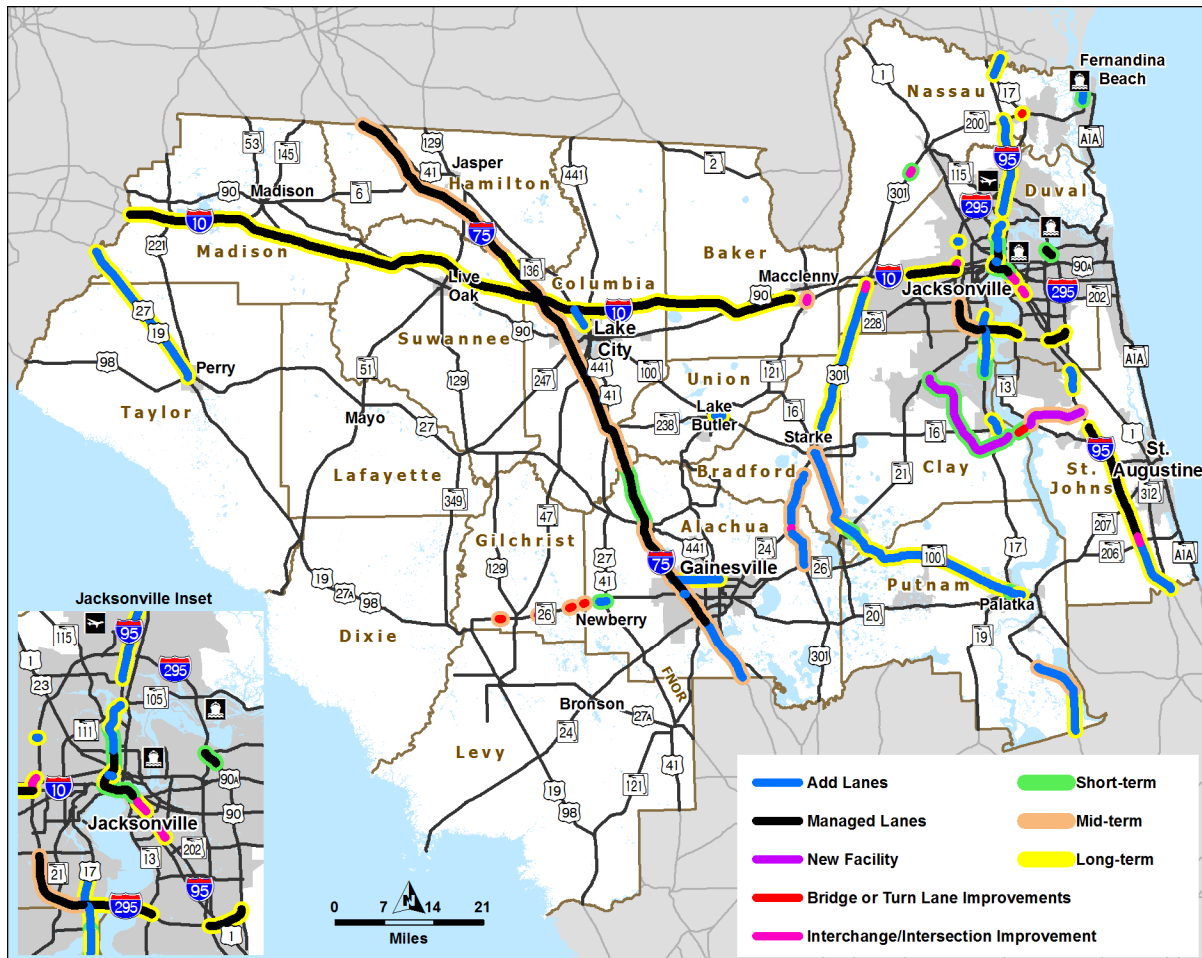 Fernandina
Beach
1
17
Nassau
200
A1A
95
129
53
145
41
Jasper
Hamilton
441
2
115
Duval
301
295
90
Madison
6
10
75
Madison
221
136
Baker
Macclenny
10
90A
Columbia
90
Jacksonville
295
202
Live
Oak
10
228
27
19
Lake
City
90
Suwannee
441
100
Union
121
301
13
A1A
98
Perry
51
129
247
41
Lake
Butler
16
Taylor
Mayo
238
Starke
16
1
27
Lafayette
Bradford
21
Clay
95
St.
Augustine
St.
Johns
312
349
47
Alachua
207
Gilchrist
441
24
206
27
75
Gainesville
26
100
17
A1A
19
27A
98
129
41
Putnam
Jacksonville Inset
26
Newberry
20
Palatka
Dixie
19
115
95
1
295
301
23
FNOR
105
Bronson
27A
111
24
Levy
41
90A
121
10
19
98
90
Jacksonville
13
202
21
17
95
295
1
N
0 7 14 21
Miles
Add Lanes
Short-term
Managed Lanes
Mid-term
New Facility
Long-term
Bridge or Turn Lane Improvements
Interchange/Intersection Improvement